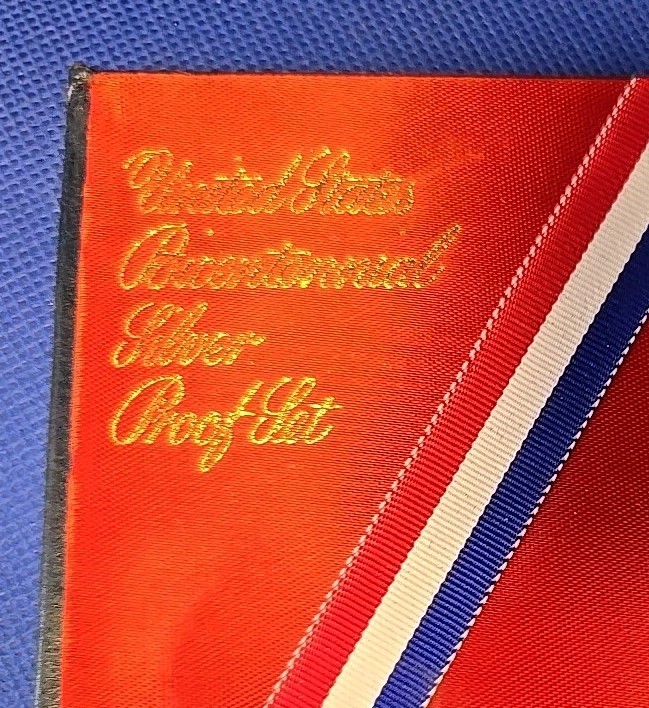 United States
Bicentennial
Silver
Proof Set